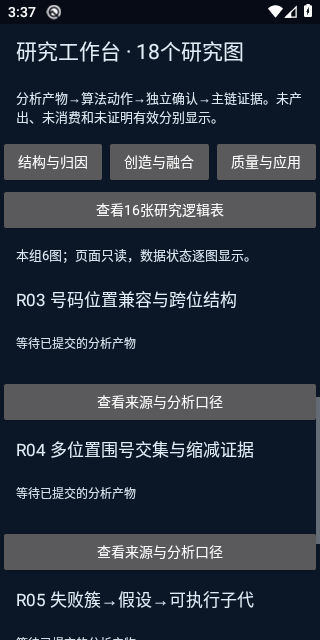 3:37
研究工作台 · 18个研究图
分析产物→算法动作→独立确认→主链证据。未产
出、未消费和未证明有效分别显示。
结构与归因 创造与融合 质量与应用
查看16张研究逻辑表
本组6图；页面只读，数据状态逐图显示。
R03 号码位置兼容与跨位结构
等待已提交的分析产物
查看来源与分析口径
R04 多位置围号交集与缩减证据
等待已提交的分析产物
查看来源与分析口径
R05 失败簇→假设→可执行子代